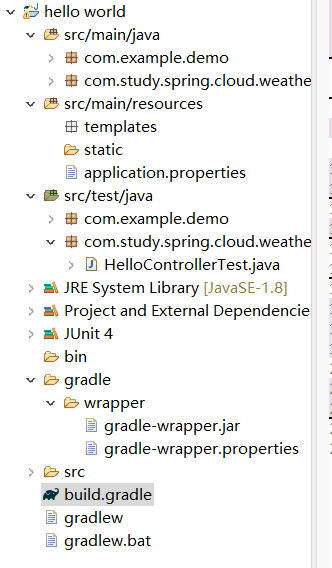 hello world
src/main/java
com.example.demo
com.study.spring.cloud.weathe
src/main/resources
templates
static
application.properties
src/test/java
com.example.demo
com.study.spring.cloud.weathe
HelloControllerTest.java
JRE System Library [JavaSE-1.8]
Project and External Dependencie
JUnit 4
bin
gradle
wrapper
gradle-wrapper.jar
gradle-wrapper.properties
src
build.gradle
gradlew
gradlew.bat